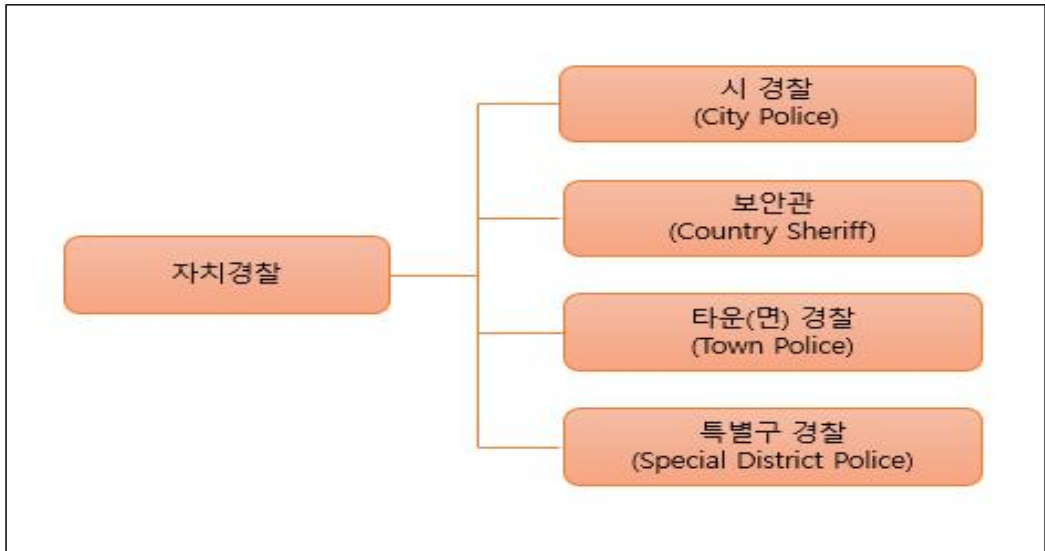 자치경찰
시 경찰
(City Police)
보안관
(Country Sheriff)
타운(면) 경찰
(Town Police)
특별구 경찰
(Special District Police)